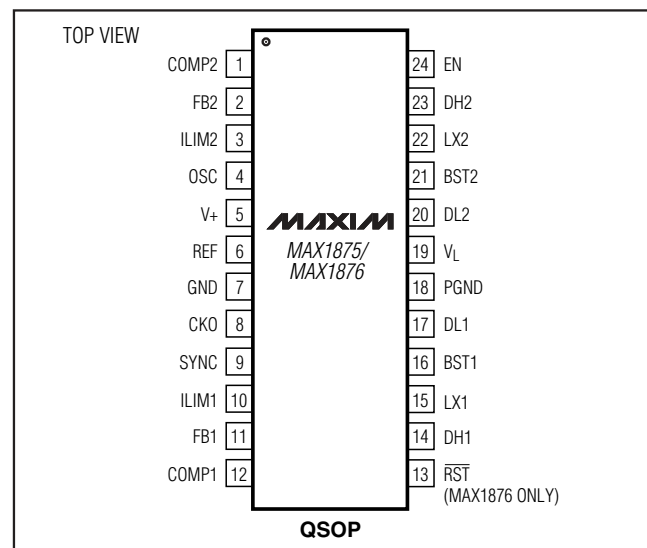 TOP VIEW
COMP2 1
FB2 2
ILIM2 3
OSC 4
V+ 5
REF 6
GND 7
CKO 8
SYNC 9
ILIM1 10
FB1 11
COMP1 12
MAXIM
MAX1875/
MAX1876
24 EN
23 DH2
22 LX2
21 BST2
20 DL2
19 VL
18 PGND
17 DL1
16 BST1
15 LX1
14 DH1
13 RST
(MAX1876 ONLY)
QSOP